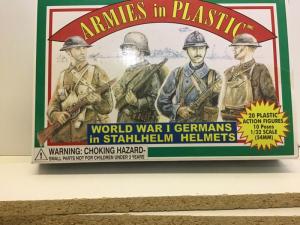 ARMIES in PLASTIC
WORLD WAR I GERMANS
in STAHLHELM HELMETS
20 PLASTIC
ACTION FIGURES
10 Poses
1/32 SCALE
(54MM)
WARNING: CHOKING HAZARD-
SMALL PARTS NOT FOR CHILDREN UNDER 3 YEARS